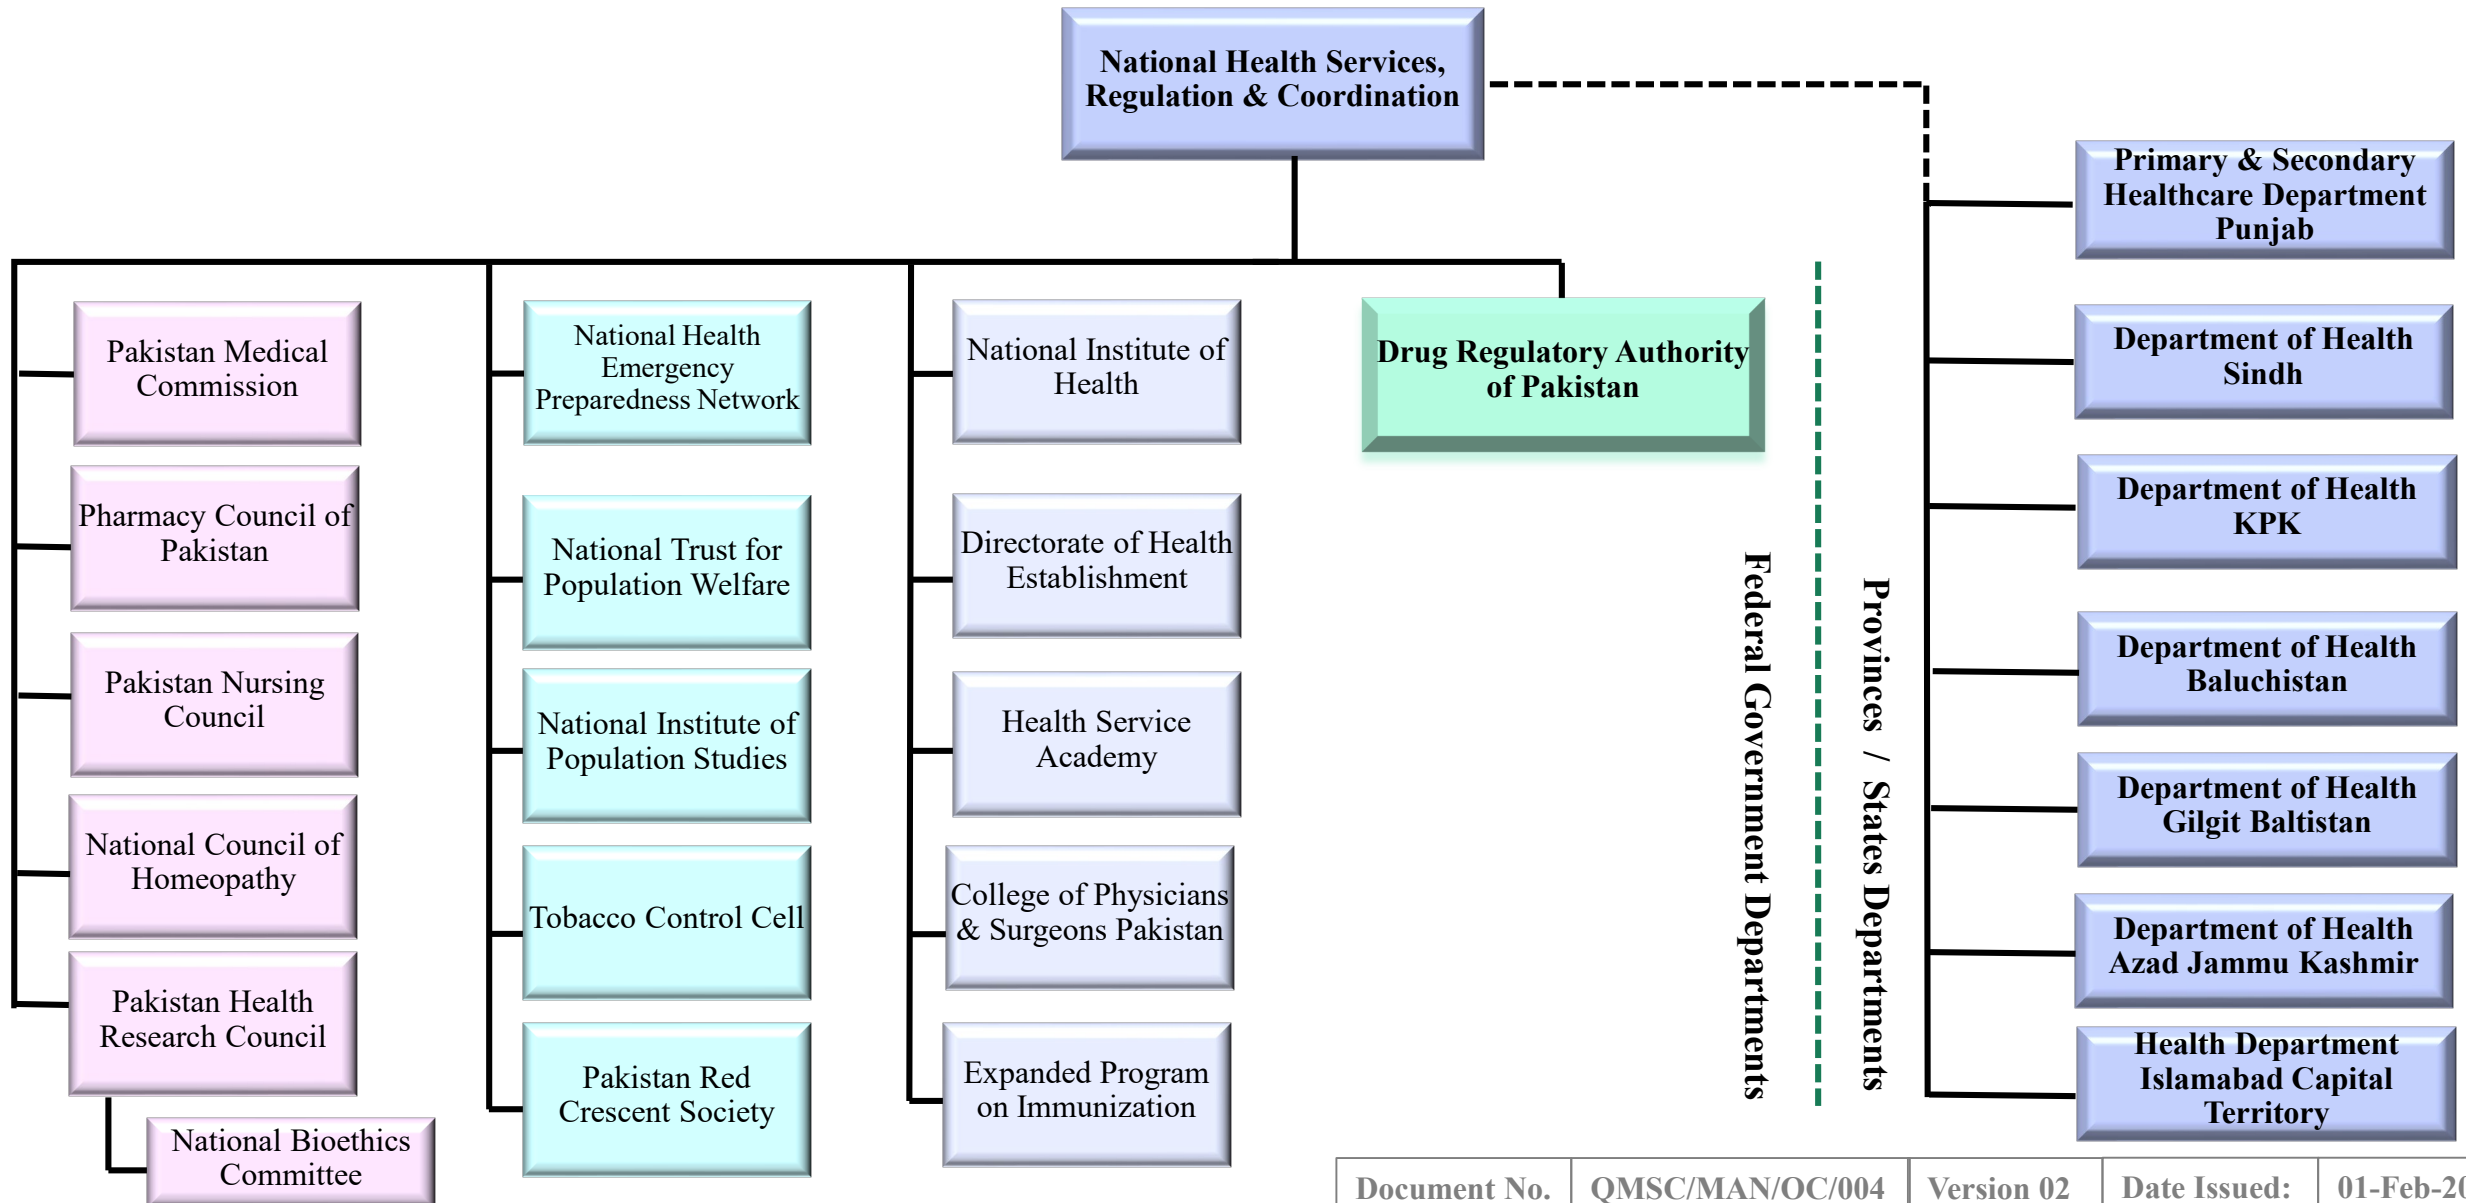 National Health Services,
Regulation & Coordination
Pakistan Medical
Commission
Pharmacy Council of
Pakistan
Pakistan Nursing
Council
National Council of
Homeopathy
Pakistan Health
Research Council
National Bioethics
Committee
National Health
Emergency
Preparedness Network
National Trust for
Population Welfare
National Institute of
Population Studies
Tobacco Control Cell
Pakistan Red
Crescent Society
National Institute of
Health
Directorate of Health
Establishment
Health Service
Academy
College of Physicians
& Surgeons Pakistan
Expanded Program
on Immunization
Drug Regulatory Authority
of Pakistan
Federal Government Departments
Provinces / States Departments
Primary & Secondary
Healthcare Department
Punjab
Department of Health
Sindh
Department of Health
KPK
Department of Health
Baluchistan
Department of Health
Gilgit Baltistan
Department of Health
Azad Jammu Kashmir
Health Department
Islamabad Capital
Territory
Document No. QMSC/MAN/OC/004 Version 02 Date Issued: 01-Feb-20